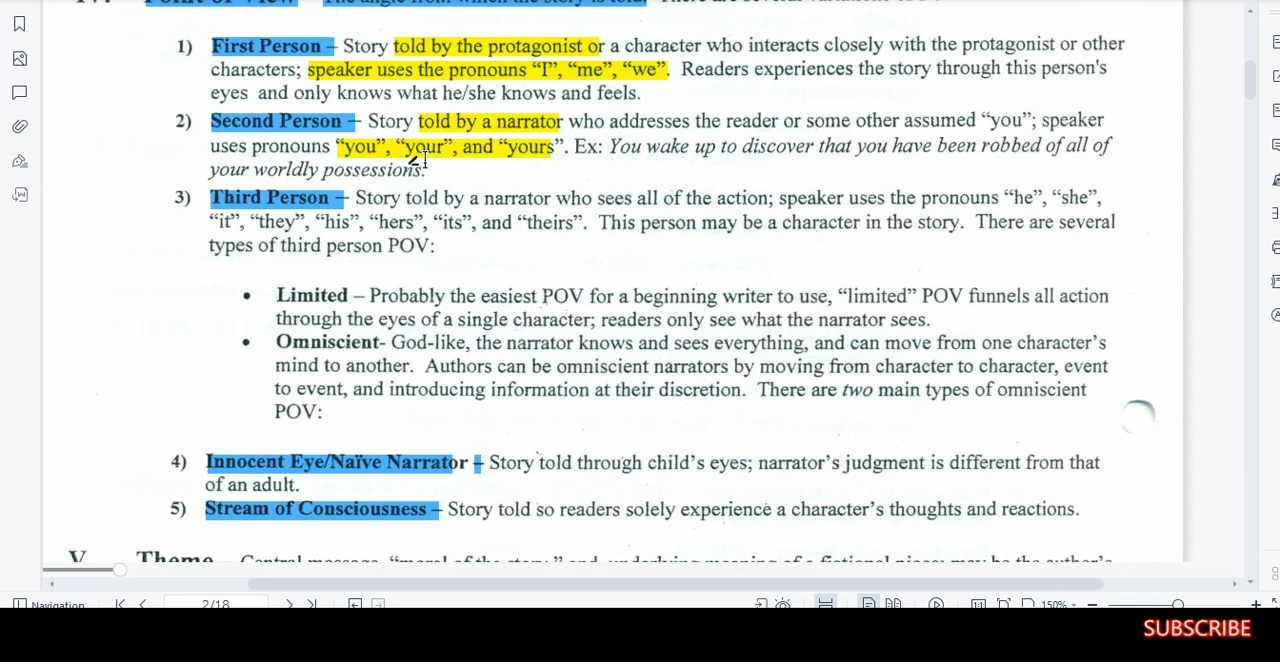 1) First Person – Story told by the protagonist or a character who interacts closely with the protagonist or other
characters; speaker uses the pronouns “I”, “me”, “we”. Readers experiences the story through this person's
eyes and only knows what he/she knows and feels.
2) Second Person – Story told by a narrator who addresses the reader or some other assumed “you”; speaker
uses pronouns “you”, “your”, and “yours”. Ex: You wake up to discover that you have been robbed of all of
your worldly possessions.
3) Third Person – Story told by a narrator who sees all of the action; speaker uses the pronouns “he”, “she”,
“it”, “they”, “his”, “hers”, “its”, and “theirs”. This person may be a character in the story. There are several
types of third person POV:
• Limited – Probably the easiest POV for a beginning writer to use, “limited” POV funnels all action
through the eyes of a single character; readers only see what the narrator sees.
• Omniscient- God-like, the narrator knows and sees everything, and can move from one character’s
mind to another. Authors can be omniscient narrators by moving from character to character, event
to event, and introducing information at their discretion. There are two main types of omniscient
POV:
4) Innocent Eye/Naïve Narrator – Story told through child’s eyes; narrator’s judgment is different from that
of an adult.
5) Stream of Consciousness – Story told so readers solely experience a character’s thoughts and reactions.
V Theme
Navigation 2/18 150%
SUBSCRIBE